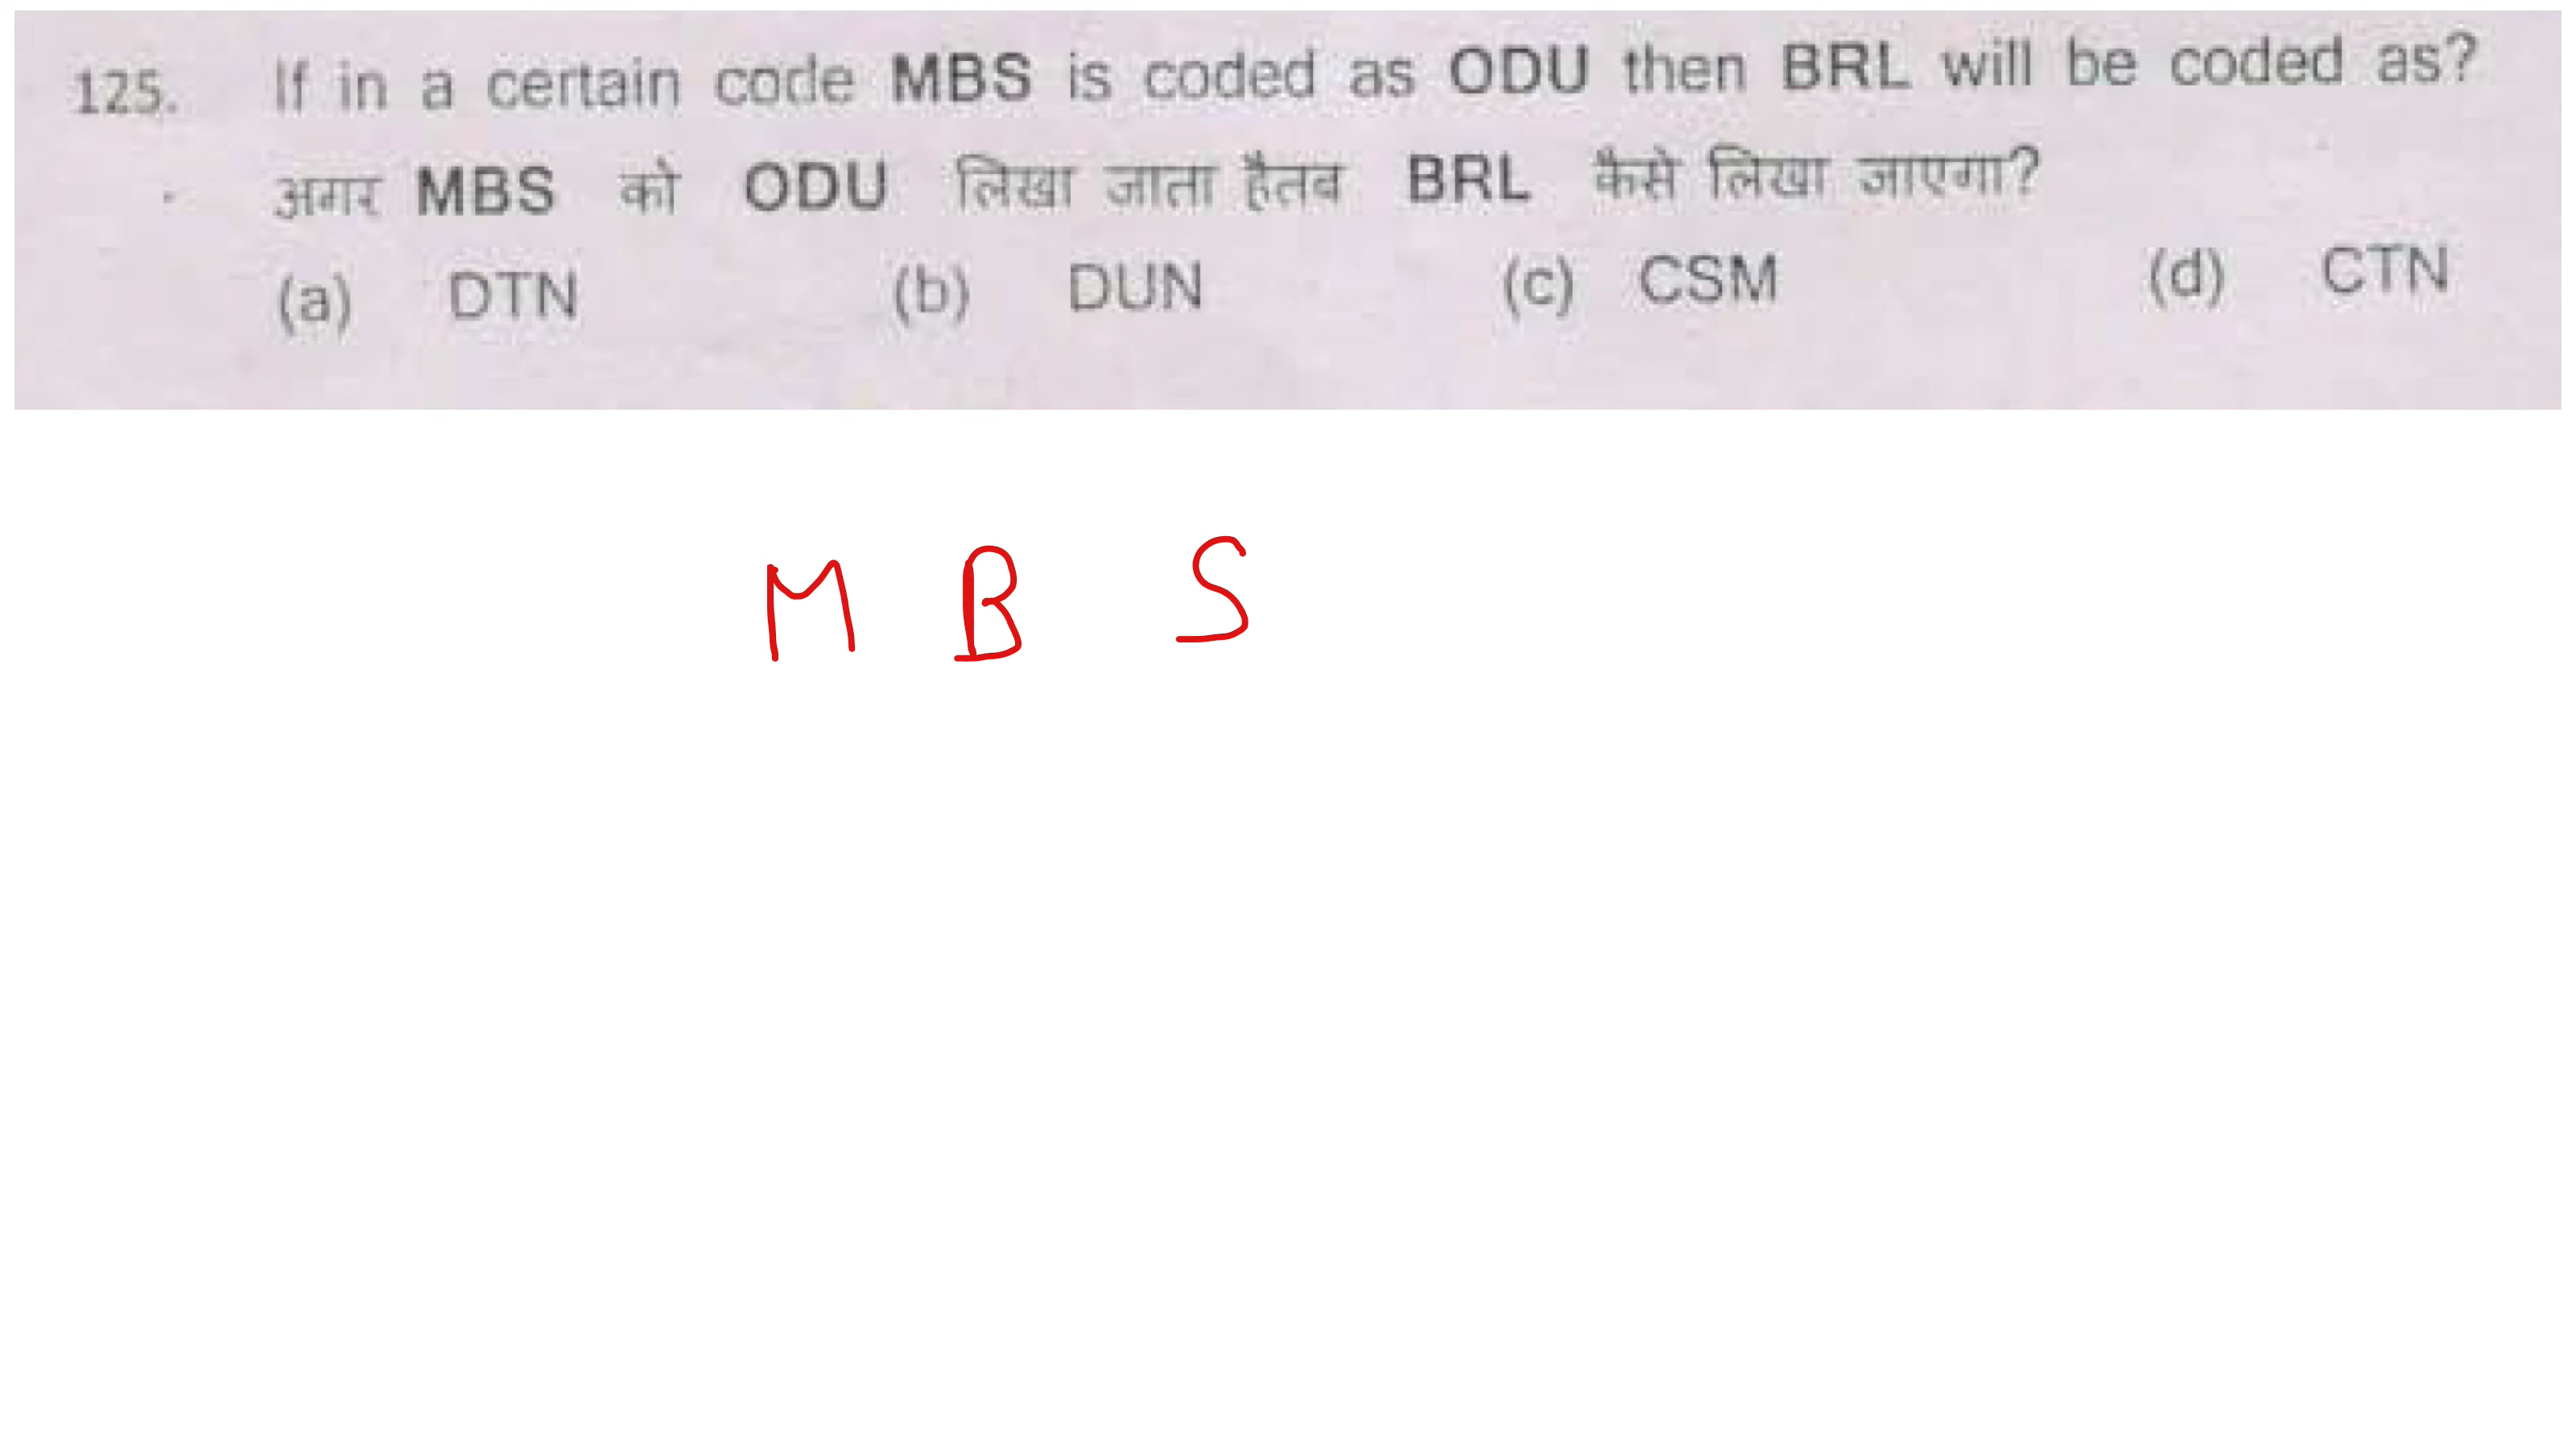 125. If in a certain code MBS is coded as ODU then BRL will be coded as?
अगर MBS को ODU लिखा जाता हैतब BRL कैसे लिखा जाएगा?
(a) DTN (b) DUN (c) CSM (d) CTN
M B S